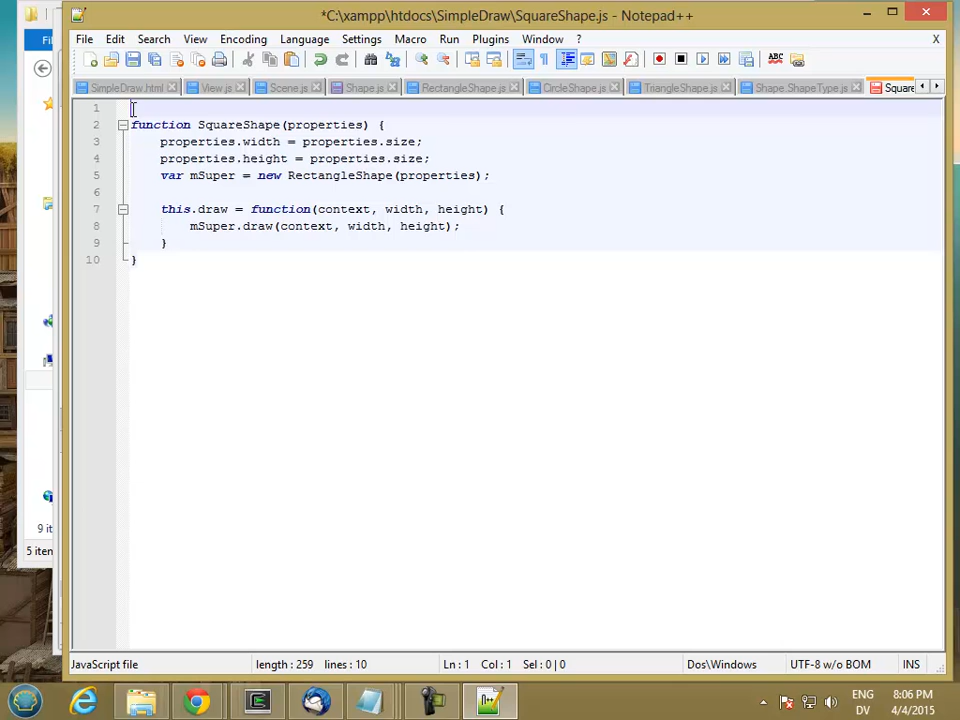 *C:\xampp\htdocs\SimpleDraw\SquareShape.js - Notepad++
File Edit Search View Encoding Language Settings Macro Run Plugins Window ? X
SimpleDraw.html View.js Scene.js Shape.js RectangleShape.js CircleShape.js TriangleShape.js Shape.ShapeType.js Square
1
2 function SquareShape(properties) {
3 properties.width = properties.size;
4 properties.height = properties.size;
5 var mSuper = new RectangleShape(properties);
6
7 this.draw = function(context, width, height) {
8 mSuper.draw(context, width, height);
9 }
10 }
9 it
5 iten
JavaScript file length : 259 lines : 10 Ln : 1 Col : 1 Sel : 0 | 0 Dos\Windows UTF-8 w/o BOM INS
ENG 8:06 PM
DV 4/4/2015